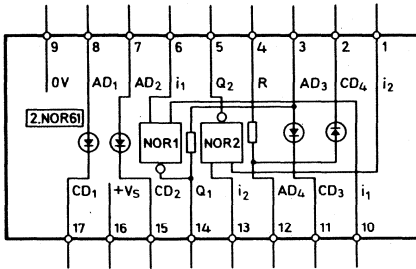 9 8 7 6 5 4 3 2 1
0V AD₁ AD₂ i₁ Q₂ R AD₃ CD₄ i₂
2.NOR61
NOR1 NOR2
CD₁ +Vs CD₂ Q₁ i₂ AD₄ CD₃ i₁
17 16 15 14 13 12 11 10